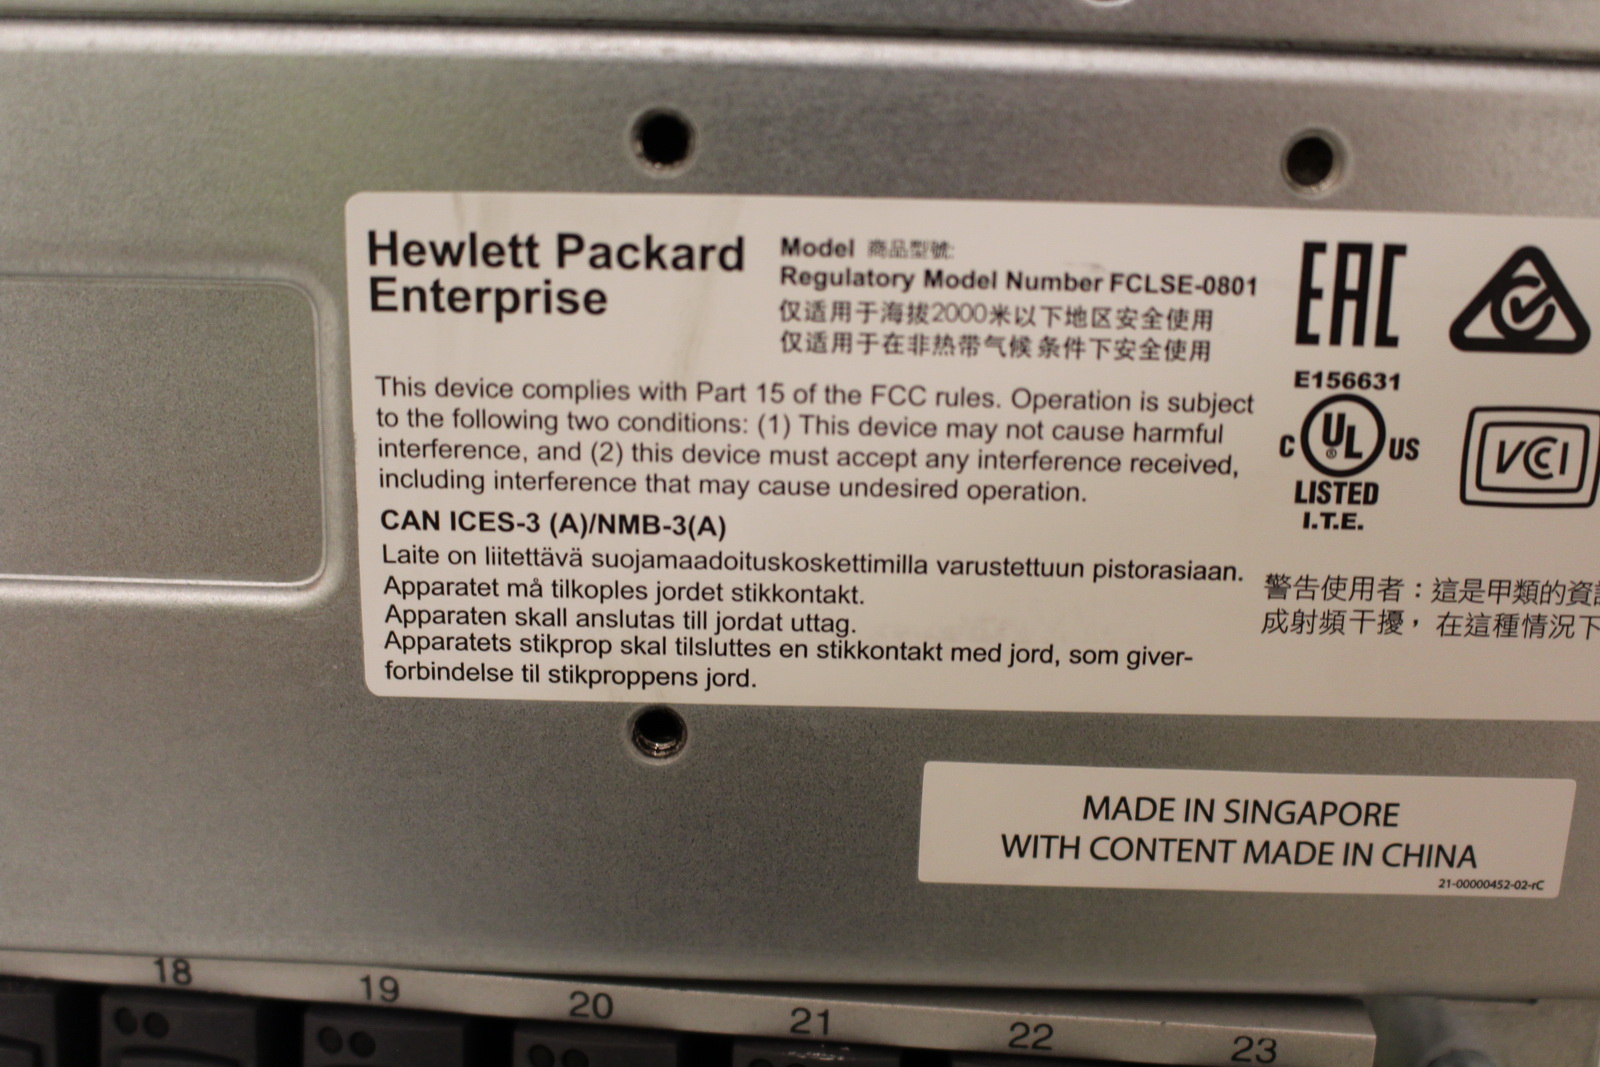 Hewlett Packard
Enterprise
Model 商品型號:
Regulatory Model Number FCLSE-0801
仅适用于海拔2000米以下地区安全使用
仅适用于在非热带气候条件下安全使用
This device complies with Part 15 of the FCC rules. Operation is subject
to the following two conditions: (1) This device may not cause harmful
interference, and (2) this device must accept any interference received,
including interference that may cause undesired operation.
CAN ICES-3 (A)/NMB-3(A)
Laite on liitettävä suojamaadoituskoskettimilla varustettuun pistorasiaan.
Apparatet må tilkoples jordet stikkontakt.
Apparaten skall anslutas till jordat uttag.
Apparatets stikprop skal tilsluttes en stikkontakt med jord, som giver-
forbindelse til stikproppens jord.
EAC
E156631
C UL® US
LISTED
I.T.E.
VCCI
警告使用者：這是甲類的資
成射頻干擾，在這種情況下
MADE IN SINGAPORE
WITH CONTENT MADE IN CHINA
21-00000452-02-rC
18 19 20 21 22 23